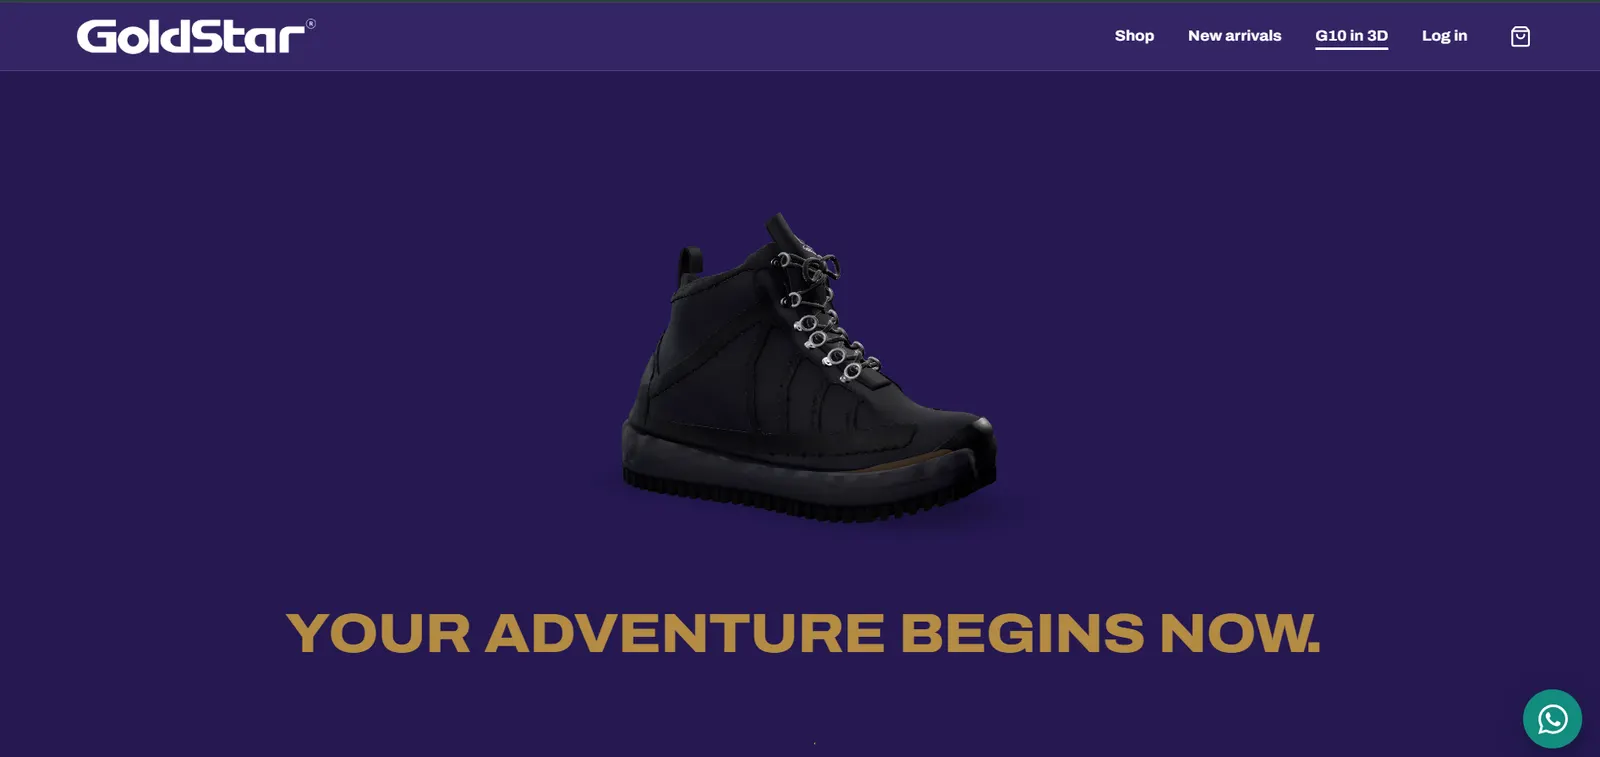 GoldStar®
Shop New arrivals G10 in 3D Log in
YOUR ADVENTURE BEGINS NOW.